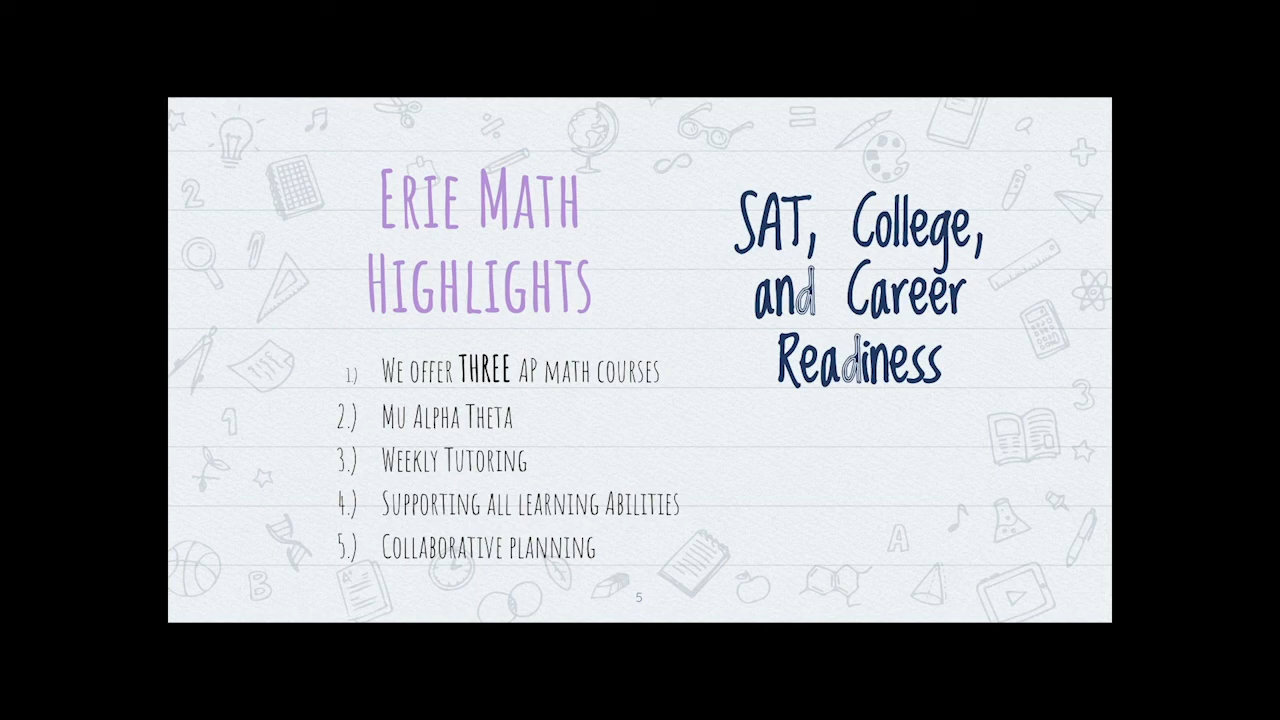 Erie Math
Highlights
1.) We offer THREE AP math courses
2.) Mu Alpha Theta
3.) Weekly Tutoring
4.) Supporting all learning Abilities
5.) Collaborative planning
SAT, College,
and Career
Readiness
5